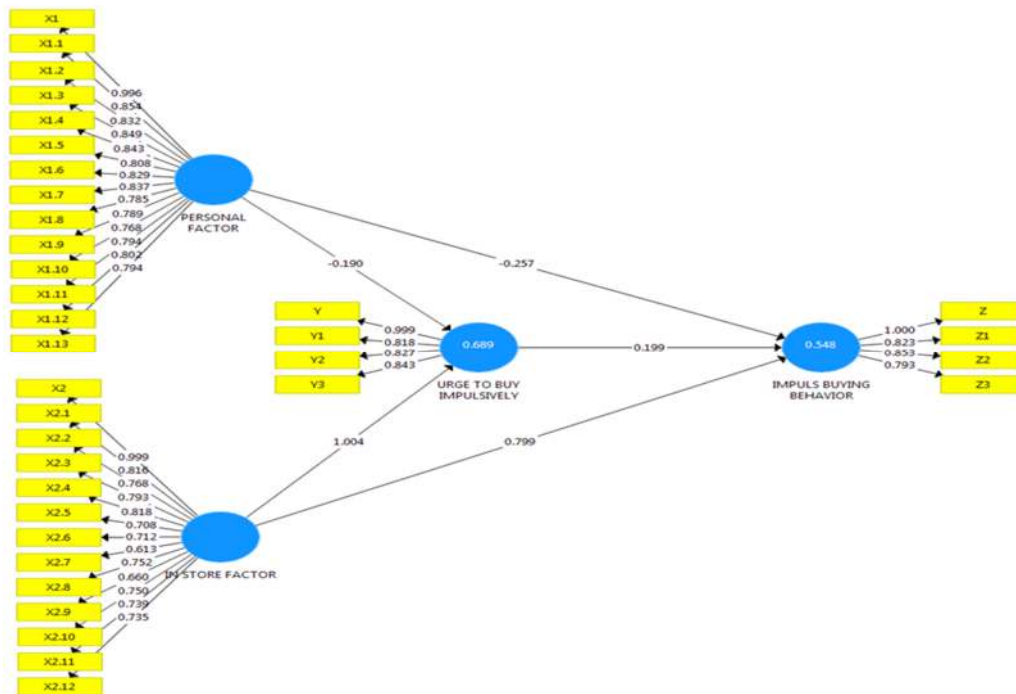 X1
X1.1
X1.2
X1.3
X1.4
X1.5
X1.6
X1.7
X1.8
X1.9
X1.10
X1.11
X1.12
X1.13
0.996
0.854
0.832
0.849
0.843
0.808
0.829
0.837
0.785
0.789
0.768
0.794
0.802
0.794
PERSONAL
FACTOR
-0.190
-0.257
Y
Y1
Y2
Y3
0.999
0.818
0.827
0.843
0.689
URGE TO BUY
IMPULSIVELY
0.199
0.548
IMPULS BUYING
BEHAVIOR
1.000
0.823
0.853
0.793
Z
Z1
Z2
Z3
X2
X2.1
X2.2
X2.3
X2.4
X2.5
X2.6
X2.7
X2.8
X2.9
X2.10
X2.11
X2.12
0.999
0.816
0.768
0.793
0.818
0.708
0.712
0.613
0.752
0.660
0.750
0.739
0.735
IN STORE FACTOR
1.004
0.799